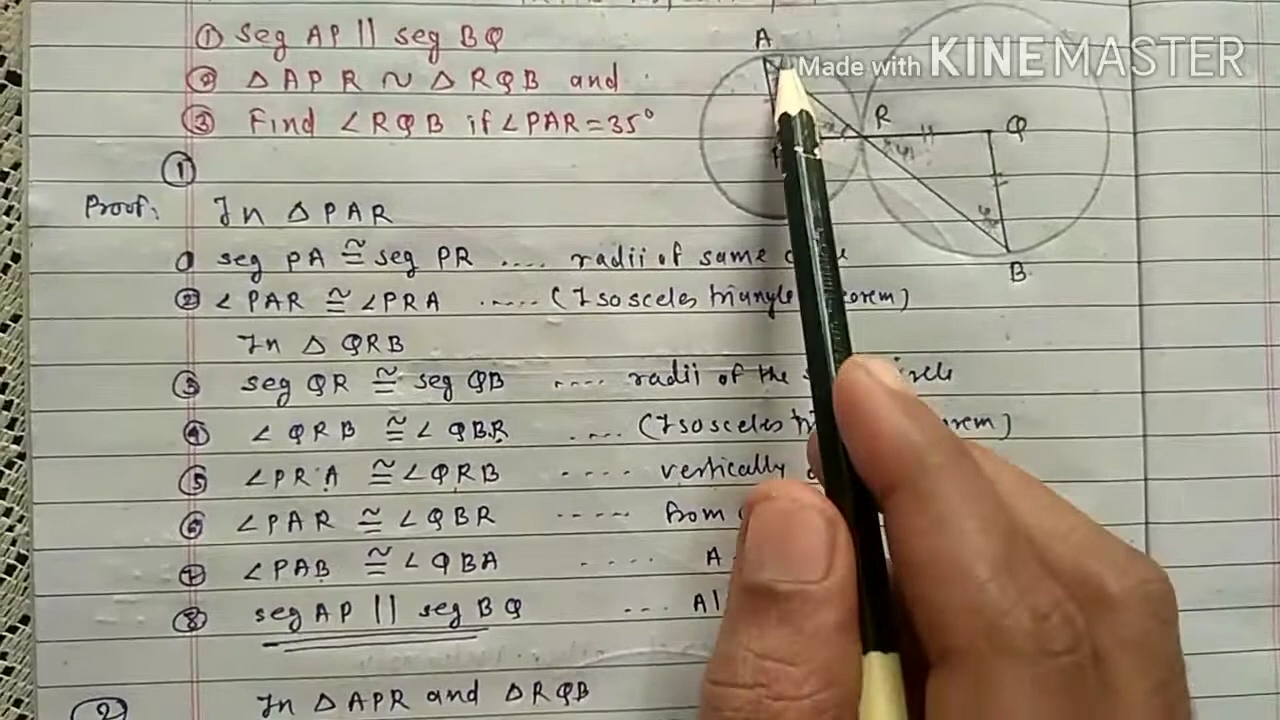 ① seg AP || seg BQ
② △APR ~ △RQB and
③ Find ∠RQB if ∠PAR = 35°
A
Made with KINEMASTER
R
Q
B
①
Proof: In △PAR
① seg PA ≅ seg PR .... radii of same
② ∠PAR ≅ ∠PRA ..... (Isosceles triangle
In △QRB
③ seg QR ≅ seg QB .... radii of the
④ ∠QRB ≅ ∠QBR .... (Isosceles
⑤ ∠PRA ≅ ∠QRB .... vertically
⑥ ∠PAR ≅ ∠QBR ..... from
⑦ ∠PAB ≅ ∠QBA .... A
⑧ seg AP || seg BQ ... Al
② In △APR and △RQB